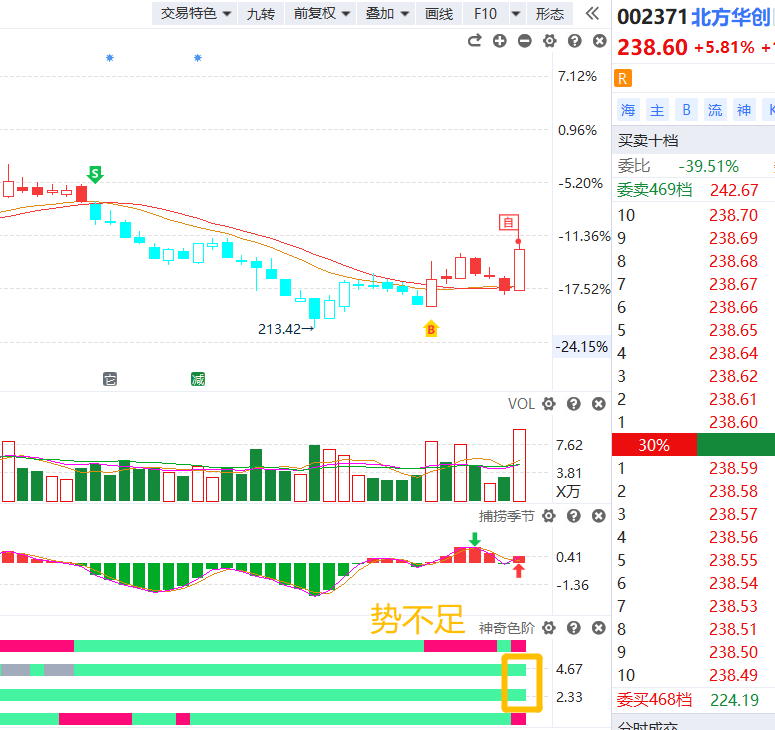 交易特色 九转 前复权 叠加 画线 F10 形态
002371 北方华创
238.60 +5.81%
R
海 主 B 流 神
买卖十档
委比 -39.51%
委卖469档 242.67
10 238.70
9 238.69
8 238.68
7 238.67
6 238.66
5 238.65
4 238.64
3 238.62
2 238.61
1 238.60
30%
1 238.59
2 238.58
3 238.57
4 238.56
5 238.55
6 238.54
7 238.53
8 238.51
9 238.50
10 238.49
委买468档 224.19
7.12%
0.96%
-5.20%
-11.36%
-17.52%
-24.15%
S
自
213.42→
B
它 减
VOL
7.62
3.81
X万
捕捞季节
0.41
-1.36
势不足
神奇色阶
4.67
2.33